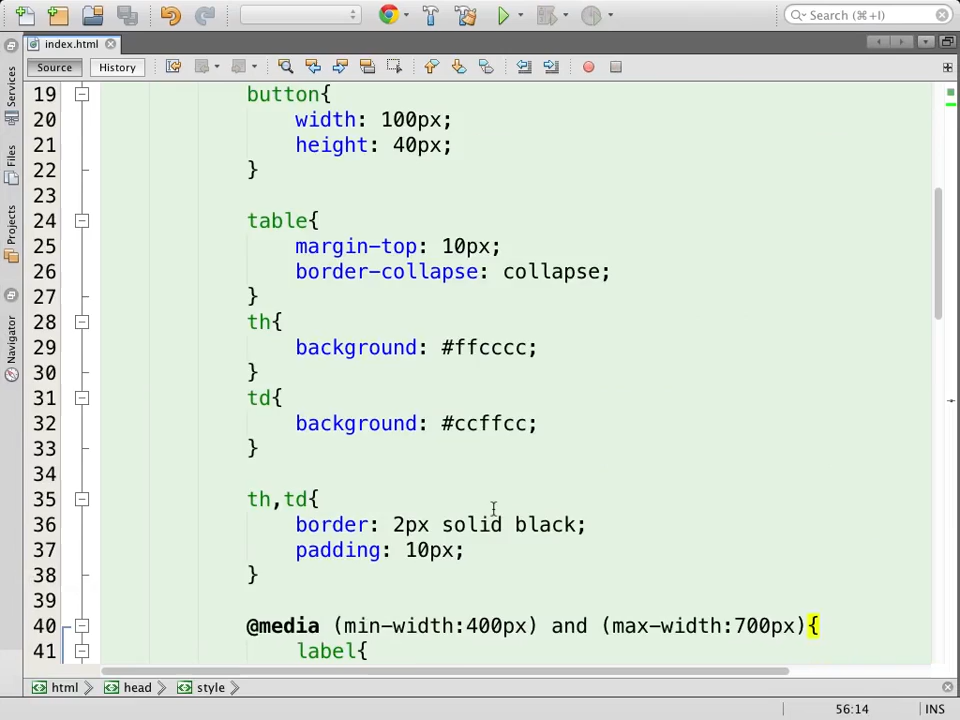 Search (⌘+I)
index.html
Source
History
Services
Files
Projects
Navigator
19 button{
20 width: 100px;
21 height: 40px;
22 }
23
24 table{
25 margin-top: 10px;
26 border-collapse: collapse;
27 }
28 th{
29 background: #ffcccc;
30 }
31 td{
32 background: #ccffcc;
33 }
34
35 th,td{
36 border: 2px solid black;
37 padding: 10px;
38 }
39
40 @media (min-width:400px) and (max-width:700px){
41 label{
html head style
56:14 INS